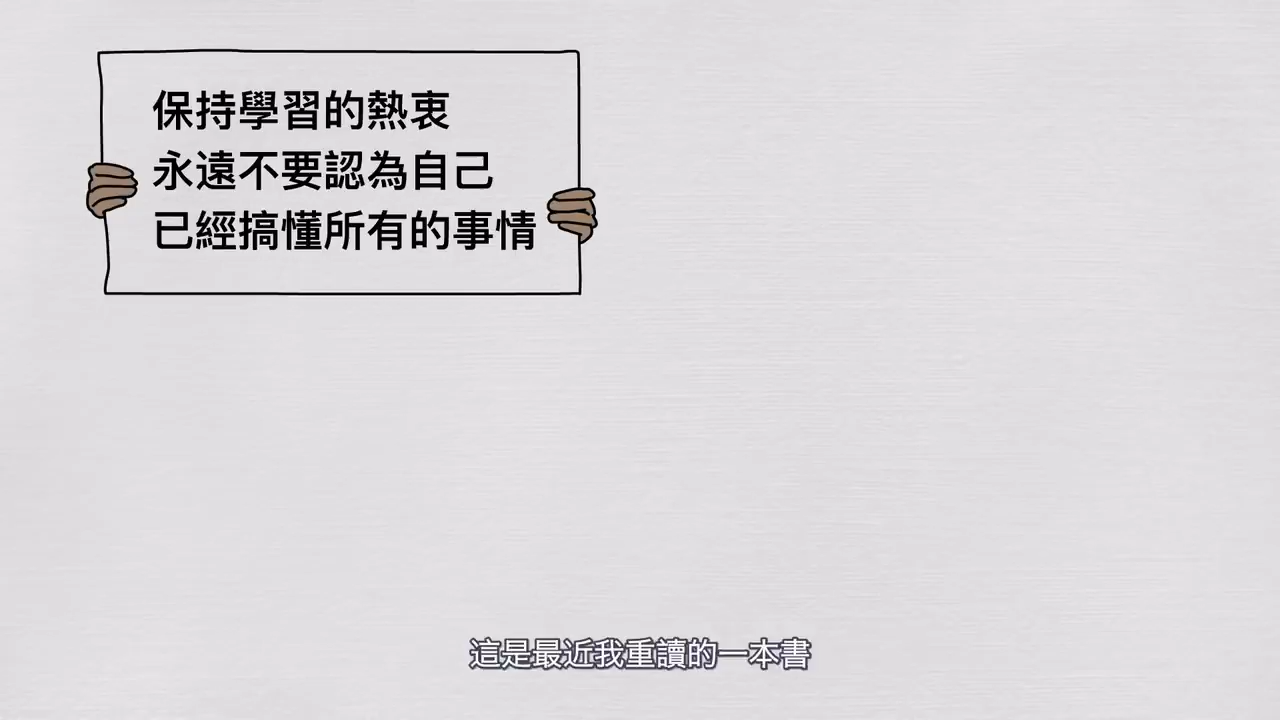 保持學習的熱衷
永遠不要認為自己
已經搞懂所有的事情
這是最近我重讀的一本書